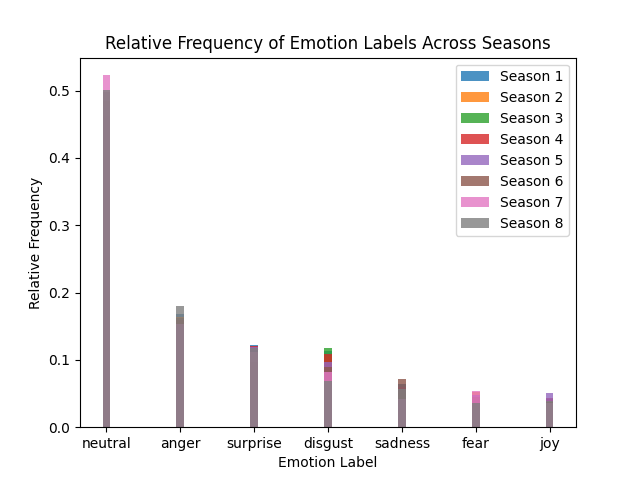 Relative Frequency of Emotion Labels Across Seasons
Season 1
Season 2
Season 3
Season 4
Season 5
Season 6
Season 7
Season 8
Relative Frequency
0.5
0.4
0.3
0.2
0.1
0.0
neutral anger surprise disgust sadness fear joy
Emotion Label